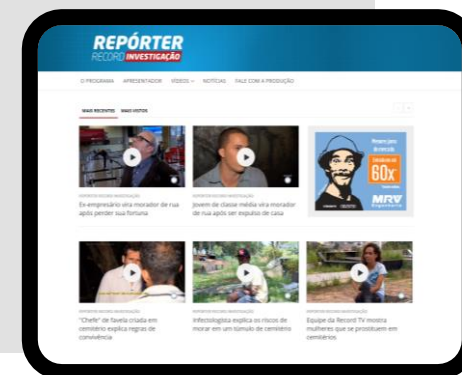 REPÓRTER
RECORD INVESTIGAÇÃO
O PROGRAMA APRESENTADOR VÍDEOS NOTÍCIAS FALE COM A PRODUÇÃO
MAIS RECENTES MAIS VISTOS
REPÓRTER RECORD INVESTIGAÇÃO
Ex-empresário vira morador de rua
após perder sua fortuna
REPÓRTER RECORD INVESTIGAÇÃO
Jovem de classe média vira morador
de rua após ser expulso de casa
60x
MRV
Engenharia
REPÓRTER RECORD INVESTIGAÇÃO
"Chefe" de favela criada em
cemitério explica regras de
convivência
REPÓRTER RECORD INVESTIGAÇÃO
Infectologista explica os riscos de
morar em um túmulo de cemitério
REPÓRTER RECORD INVESTIGAÇÃO
Equipe da Record TV mostra
mulheres que se prostituem em
cemitérios